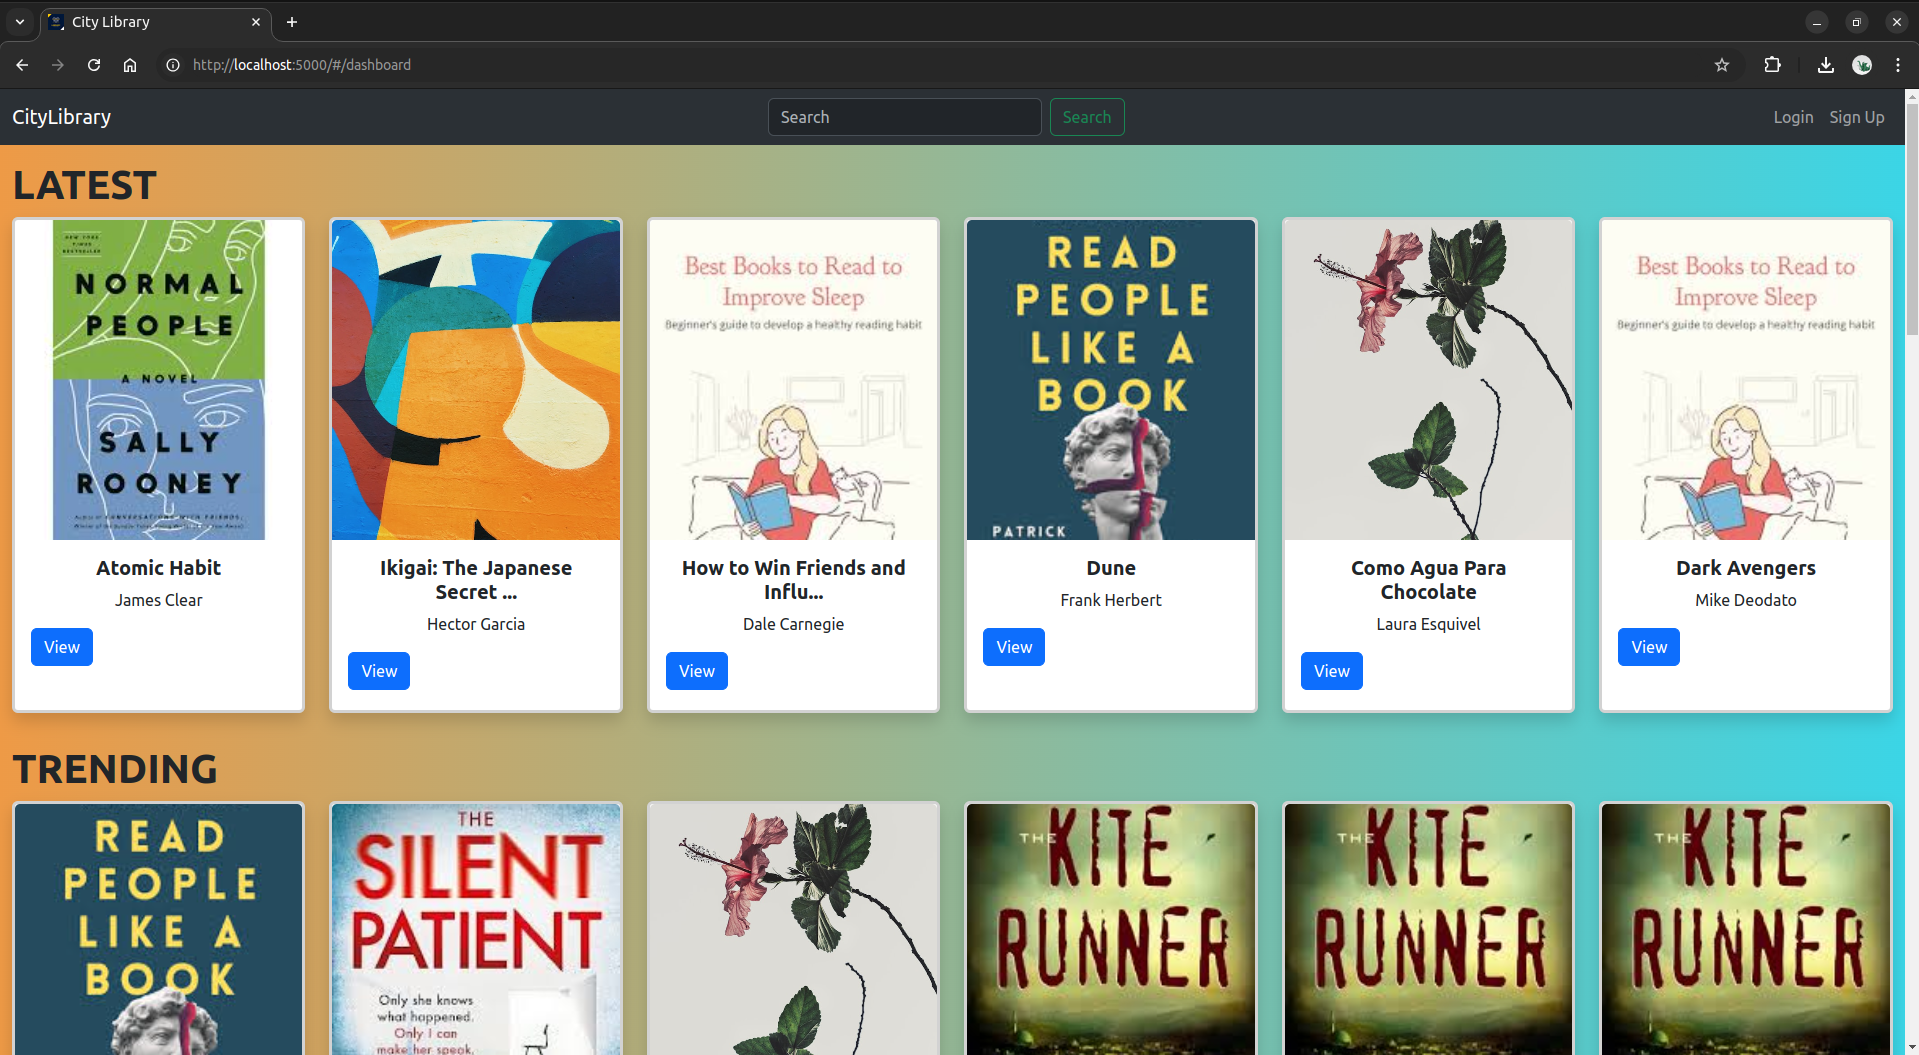 City Library
http://localhost:5000/#/dashboard
CityLibrary
Search
Search
Login
Sign Up
LATEST
NEW YORK
TIMES
BESTSELLER
NORMAL
PEOPLE
A NOVEL
SALLY
ROONEY
Atomic Habit
James Clear
View
Ikigai: The Japanese
Secret ...
Hector Garcia
View
Best Books to Read to
Improve Sleep
Beginner's guide to develop a healthy reading habit
How to Win Friends and
Influ...
Dale Carnegie
View
READ
PEOPLE
LIKE A
BOOK
PATRICK
Dune
Frank Herbert
View
Como Agua Para
Chocolate
Laura Esquivel
View
Best Books to Read to
Improve Sleep
Beginner's guide to develop a healthy reading habit
Dark Avengers
Mike Deodato
View
TRENDING
READ
PEOPLE
LIKE A
BOOK
THE
SILENT
PATIENT
Only she knows
what happened.
Only I can
make her speak.
THE
KITE
RUNNER
THE
KITE
RUNNER
THE
KITE
RUNNER